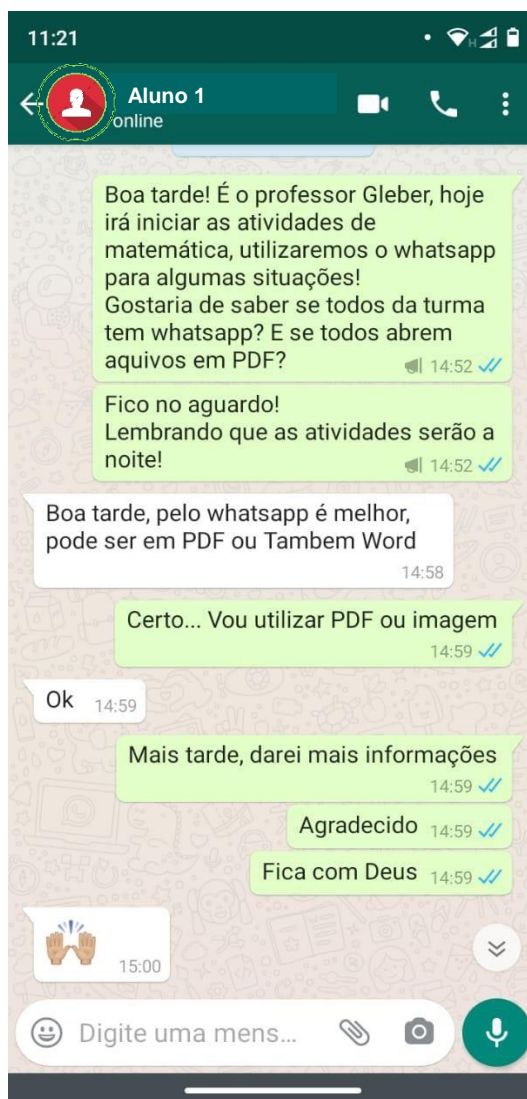 11:21
H
Aluno 1
online
Boa tarde! É o professor Gleber, hoje
irá iniciar as atividades de
matemática, utilizaremos o whatsapp
para algumas situações!
Gostaria de saber se todos da turma
tem whatsapp? E se todos abrem
aquivos em PDF?
14:52
Fico no aguardo!
Lembrando que as atividades serão a
noite!
14:52
Boa tarde, pelo whatsapp é melhor,
pode ser em PDF ou Tambem Word
14:58
Certo... Vou utilizar PDF ou imagem
14:59
Ok 14:59
Mais tarde, darei mais informações
14:59
Agradecido 14:59
Fica com Deus 14:59
15:00
Digite uma mens...